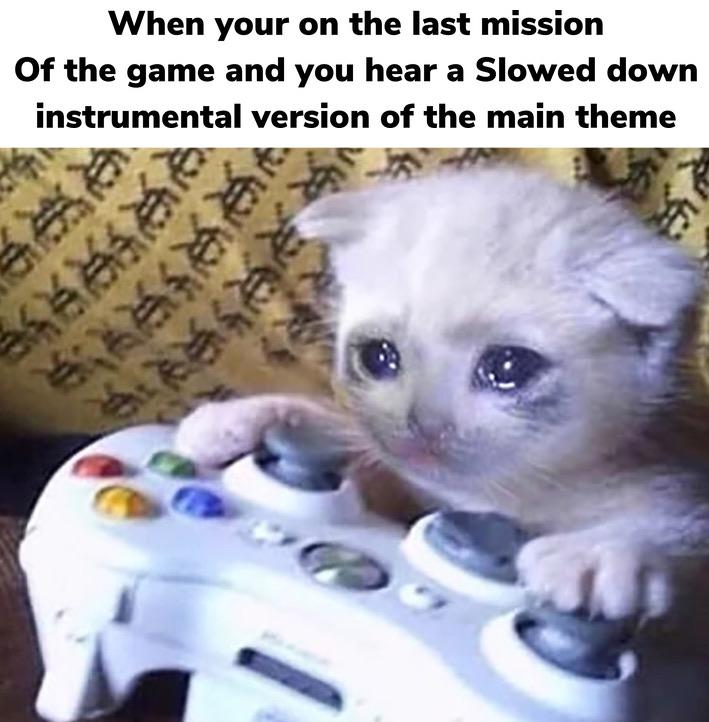 When your on the last mission
Of the game and you hear a Slowed down
instrumental version of the main theme